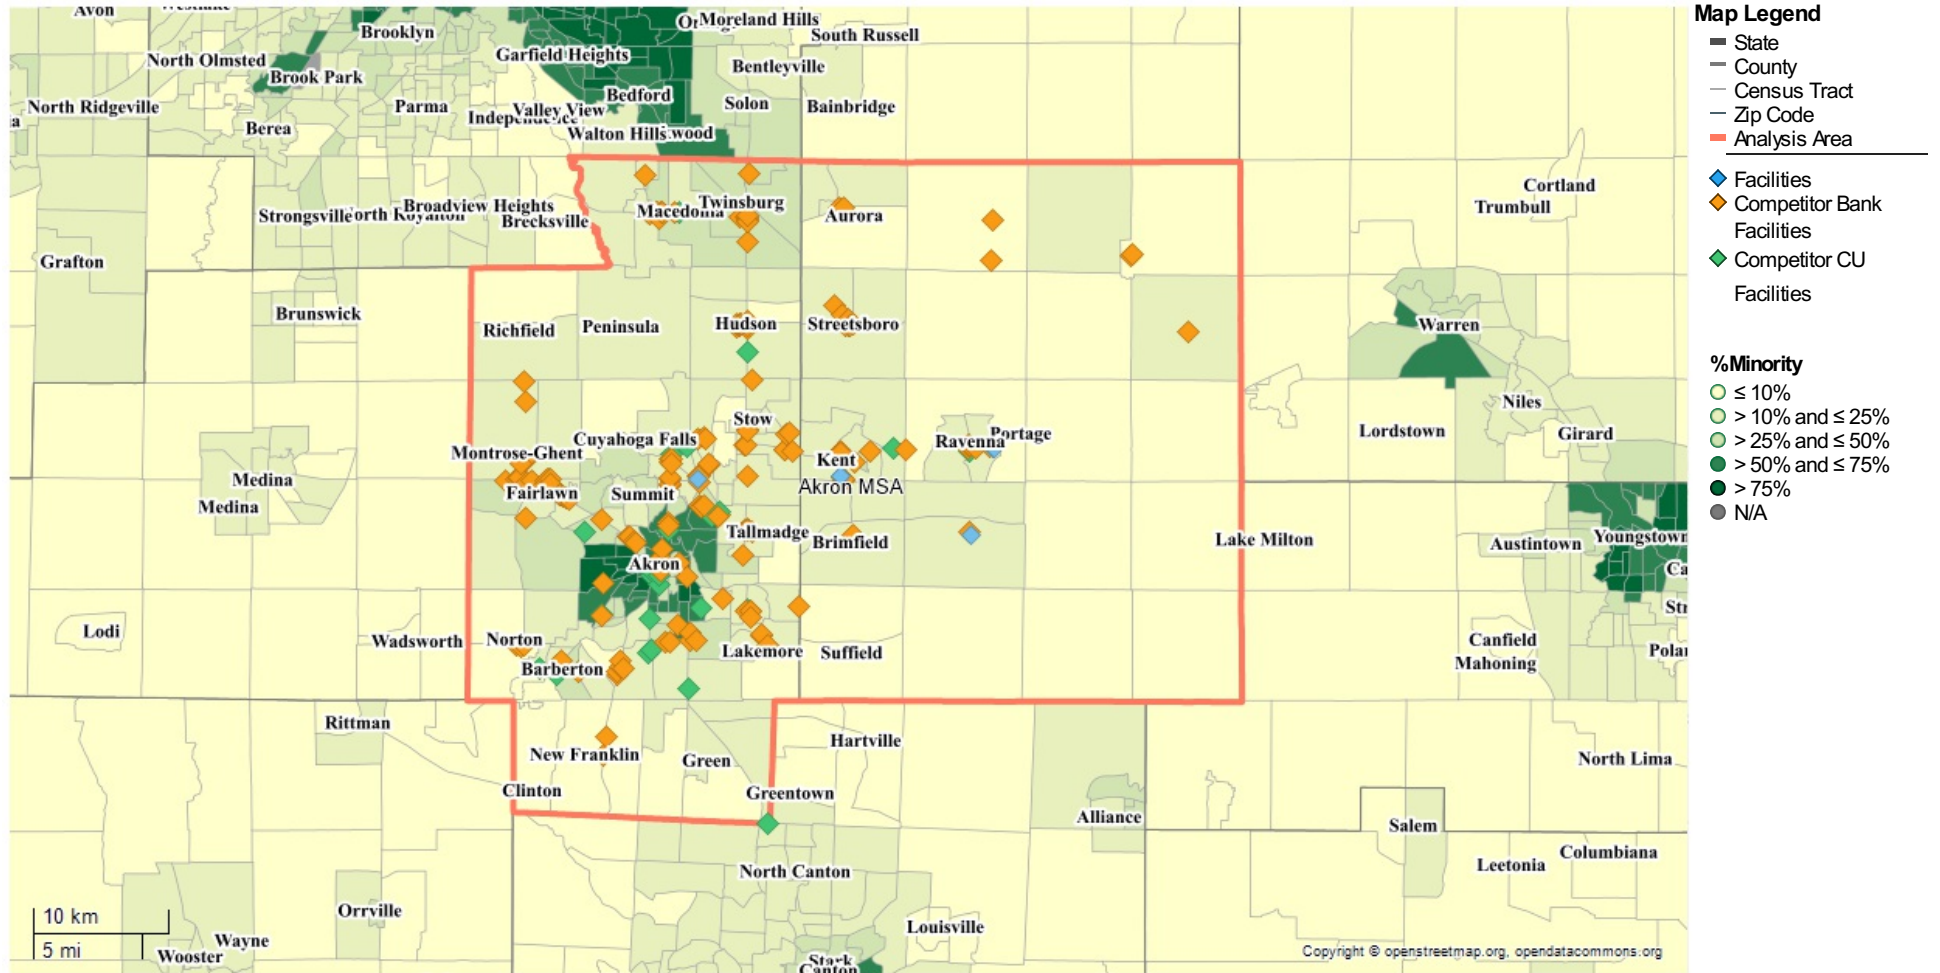 Avon
Moreland Hills
Brooklyn
South Russell
North Olmsted
Garfield Heights
Bentleyville
Brook Park
Bedford
Solon
North Ridgeville
Parma
Valley View
Bainbridge
Berea
Walton Hills
Twinsburg
Macedonia
Aurora
Cortland
Trumbull
Strongsville
Broadview Heights
Brecksville
Grafton
Brunswick
Richfield
Peninsula
Hudson
Streetsboro
Warren
Niles
Stow
Cuyahoga Falls
Montrose-Ghent
Ravenna
Portage
Kent
Lordstown
Girard
Medina
Medina
Fairlawn
Summit
Akron MSA
Tallmadge
Brimfield
Lake Milton
Austintown
Youngstown
Akron
Lodi
Wadsworth
Norton
Barberton
Lakemore
Suffield
Canfield
Mahoning
Rittman
New Franklin
Green
Hartville
North Lima
Clinton
Greentown
Alliance
Salem
Leetonia
Columbiana
North Canton
Orrville
Louisville
Wayne
Wooster
Stark
Canton
10 km
5 mi
Copyright © openstreetmap.org, opendatacommons.org
Map Legend
State
County
Census Tract
Zip Code
Analysis Area
Facilities
Competitor Bank
Facilities
Competitor CU
Facilities
%Minority
≤ 10%
> 10% and ≤ 25%
> 25% and ≤ 50%
> 50% and ≤ 75%
> 75%
N/A